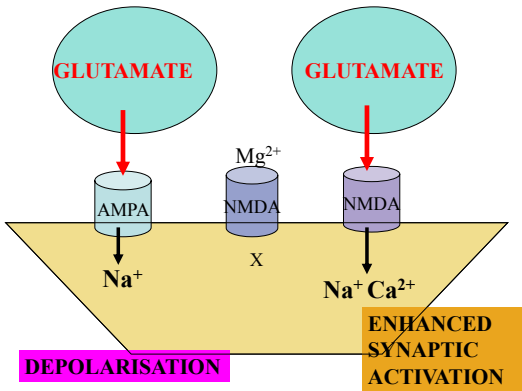 GLUTAMATE
GLUTAMATE
Mg²⁺
AMPA
NMDA
NMDA
X
Na⁺
Na⁺ Ca²⁺
DEPOLARISATION
ENHANCED
SYNAPTIC
ACTIVATION